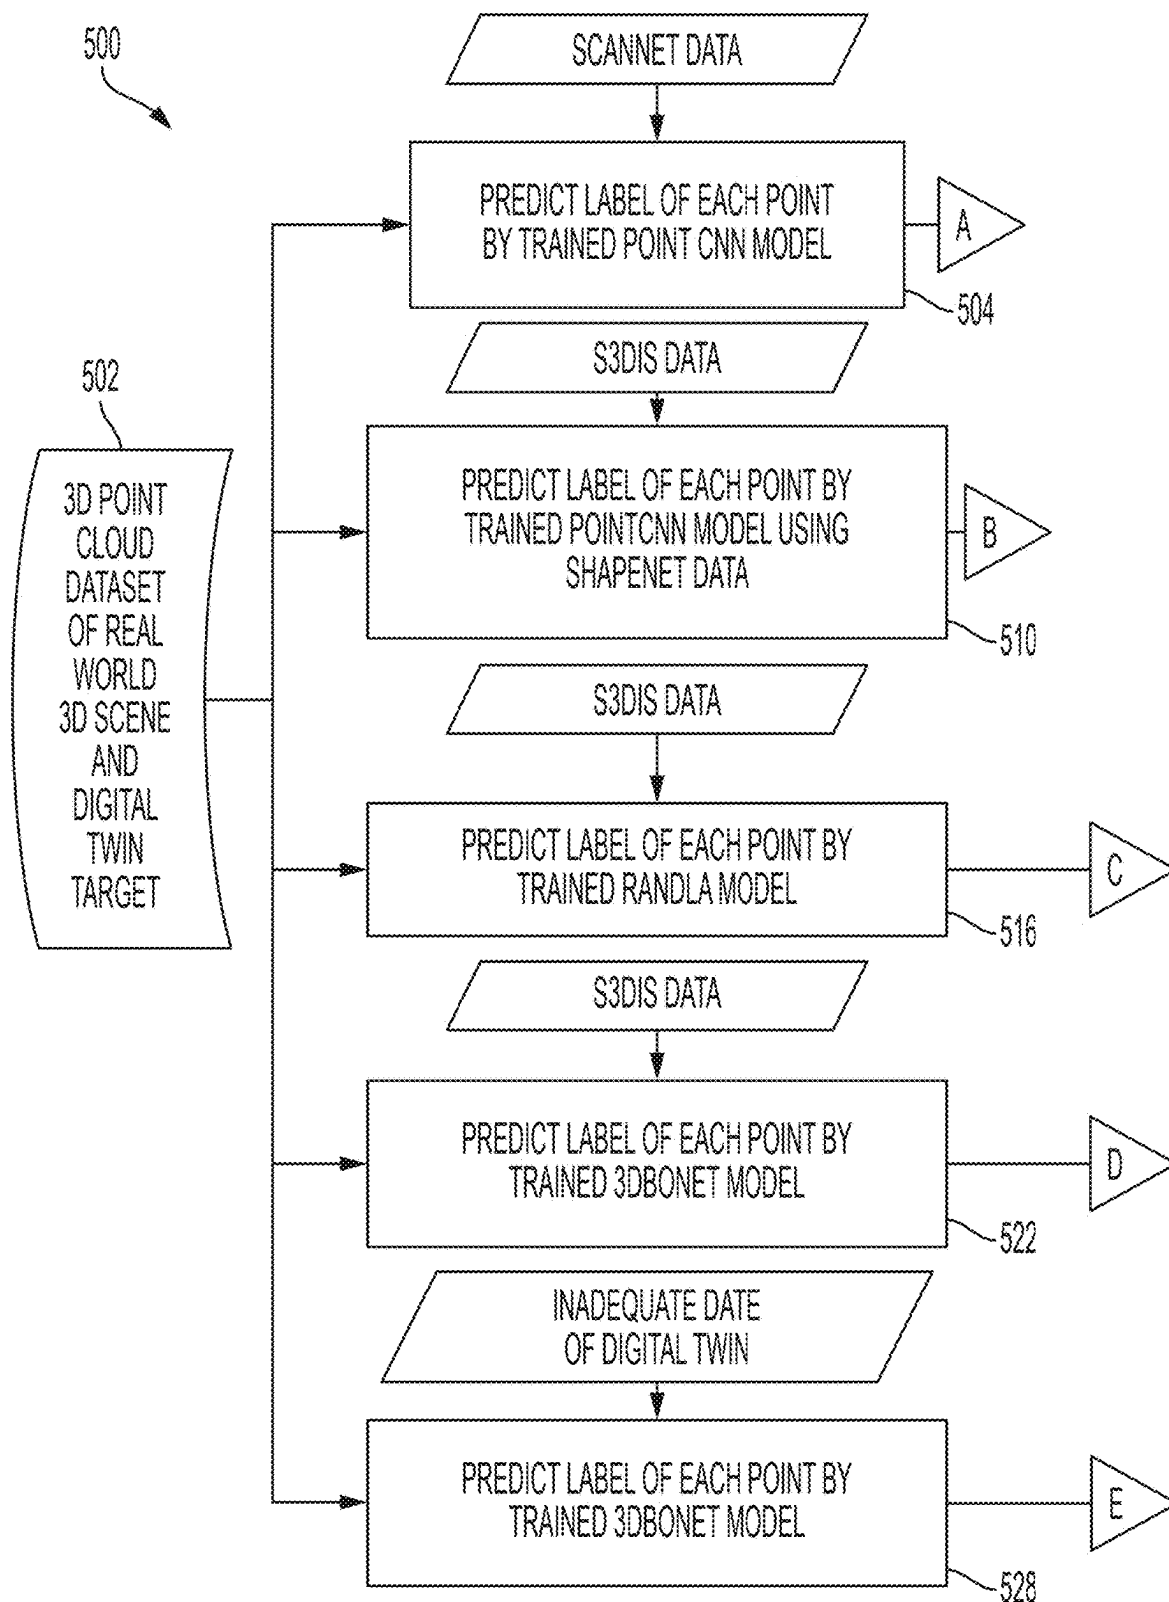 500
SCANNET DATA
PREDICT LABEL OF EACH POINT
BY TRAINED POINT CNN MODEL
A
504
S3DIS DATA
502
3D POINT
CLOUD
DATASET
OF REAL
WORLD
3D SCENE
AND
DIGITAL
TWIN
TARGET
PREDICT LABEL OF EACH POINT BY
TRAINED POINTCNN MODEL USING
SHAPENET DATA
B
510
S3DIS DATA
PREDICT LABEL OF EACH POINT BY
TRAINED RANDLA MODEL
C
516
S3DIS DATA
PREDICT LABEL OF EACH POINT BY
TRAINED 3DBONET MODEL
D
522
INADEQUATE DATE
OF DIGITAL TWIN
PREDICT LABEL OF EACH POINT BY
TRAINED 3DBONET MODEL
E
528